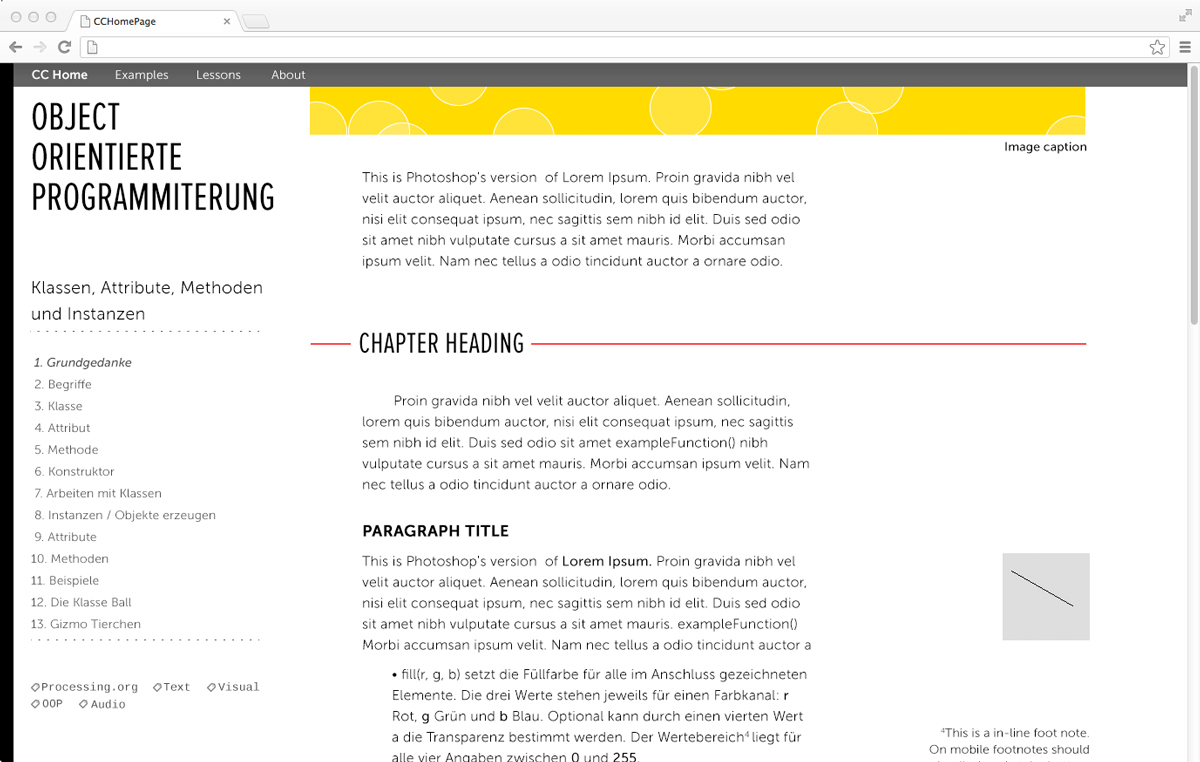 CCHomePage
CC Home Examples Lessons About
OBJECT
ORIENTIERTE
PROGRAMMITERUNG
Klassen, Attribute, Methoden
und Instanzen
1. Grundgedanke
2. Begriffe
3. Klasse
4. Attribut
5. Methode
6. Konstruktor
7. Arbeiten mit Klassen
8. Instanzen / Objekte erzeugen
9. Attribute
10. Methoden
11. Beispiele
12. Die Klasse Ball
13. Gizmo Tierchen
Processing.org Text Visual
OOP Audio
Image caption
This is Photoshop's version of Lorem Ipsum. Proin gravida nibh vel
velit auctor aliquet. Aenean sollicitudin, lorem quis bibendum auctor,
nisi elit consequat ipsum, nec sagittis sem nibh id elit. Duis sed odio
sit amet nibh vulputate cursus a sit amet mauris. Morbi accumsan
ipsum velit. Nam nec tellus a odio tincidunt auctor a ornare odio.
CHAPTER HEADING
Proin gravida nibh vel velit auctor aliquet. Aenean sollicitudin,
lorem quis bibendum auctor, nisi elit consequat ipsum, nec sagittis
sem nibh id elit. Duis sed odio sit amet exampleFunction() nibh
vulputate cursus a sit amet mauris. Morbi accumsan ipsum velit. Nam
nec tellus a odio tincidunt auctor a ornare odio.
PARAGRAPH TITLE
This is Photoshop's version of Lorem Ipsum. Proin gravida nibh vel
velit auctor aliquet. Aenean sollicitudin, lorem quis bibendum auctor,
nisi elit consequat ipsum, nec sagittis sem nibh id elit. Duis sed odio
sit amet nibh vulputate cursus a sit amet mauris. exampleFunction()
Morbi accumsan ipsum velit. Nam nec tellus a odio tincidunt auctor a
• fill(r, g, b) setzt die Füllfarbe für alle im Anschluss gezeichneten
Elemente. Die drei Werte stehen jeweils für einen Farbkanal: r
Rot, g Grün und b Blau. Optional kann durch einen vierten Wert
a die Transparenz bestimmt werden. Der Wertebereich⁴ liegt für
alle vier Angaben zwischen 0 und 255.
⁴This is a in-line foot note.
On mobile footnotes should